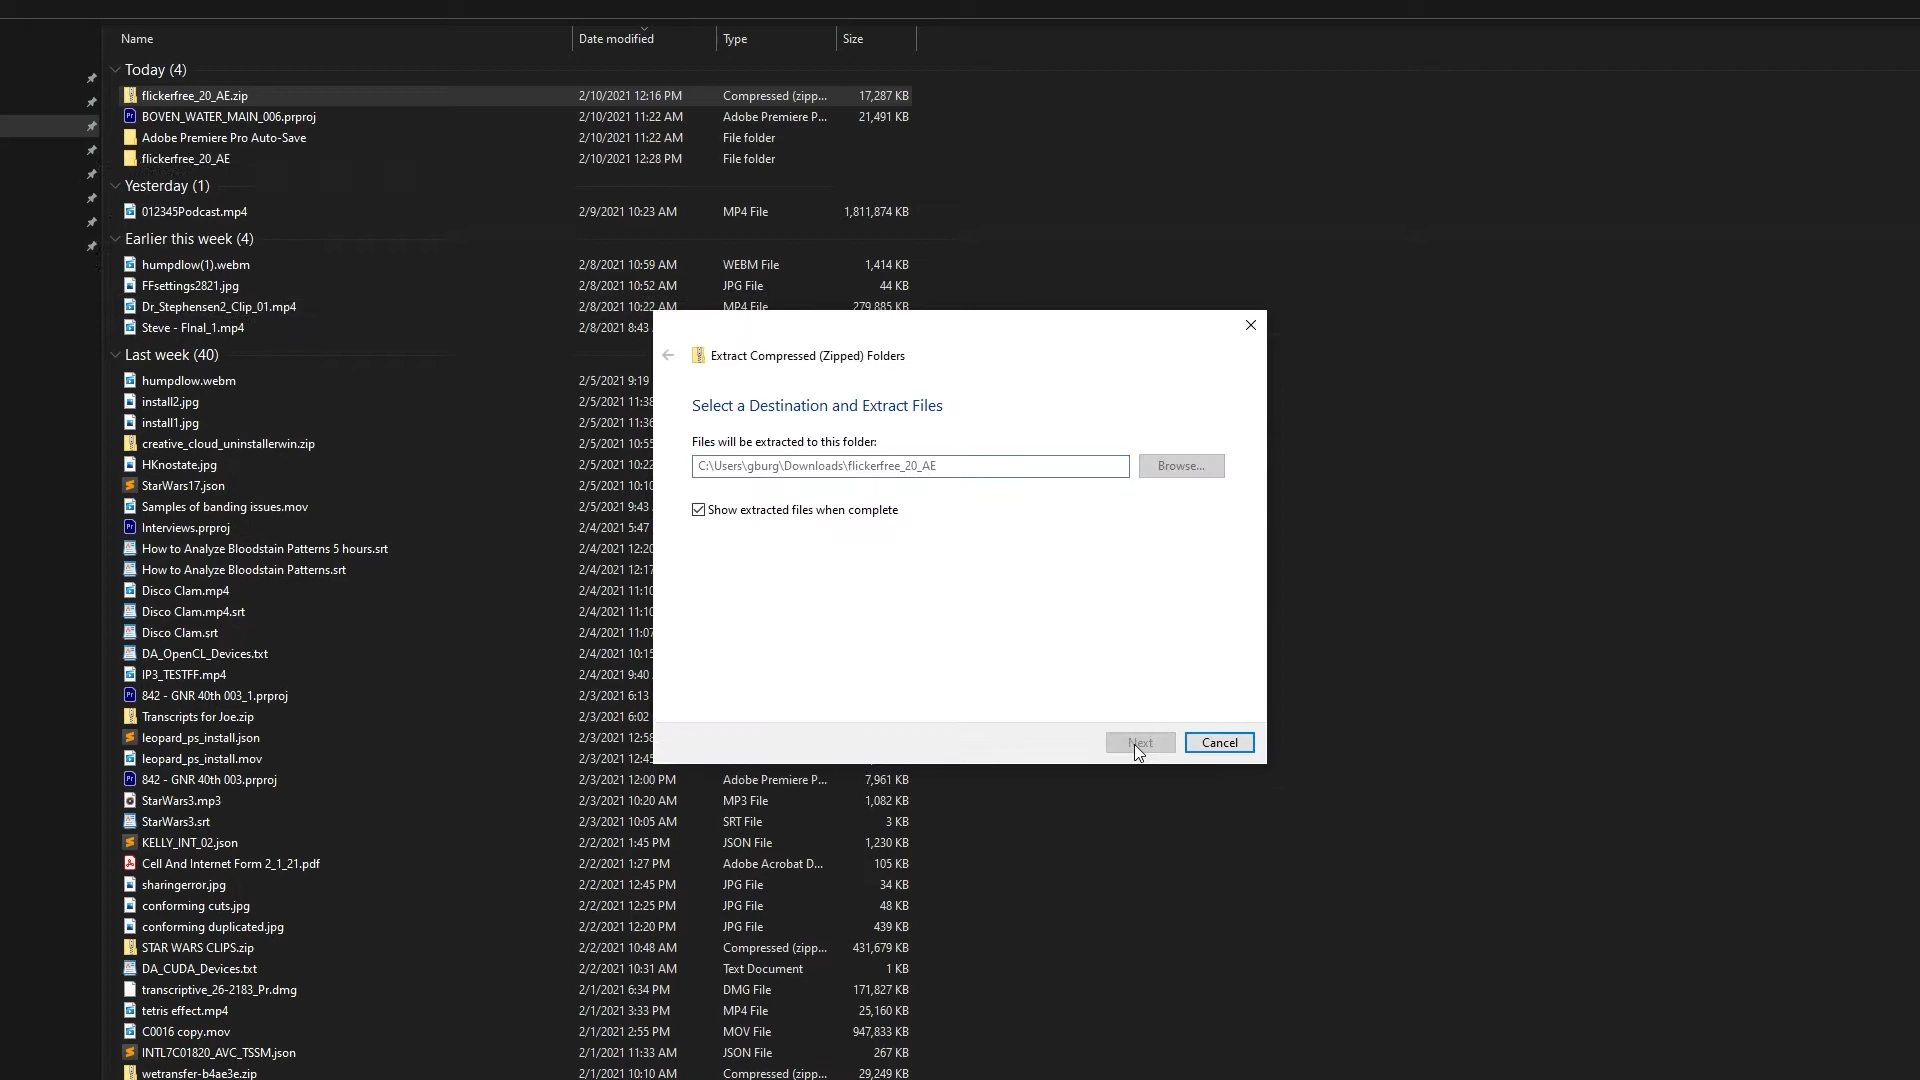 Name Date modified Type Size
Today (4)
flickerfree_20_AE.zip 2/10/2021 12:16 PM Compressed (zipp... 17,287 KB
BOVEN_WATER_MAIN_006.prproj 2/10/2021 11:22 AM Adobe Premiere P... 21,491 KB
Adobe Premiere Pro Auto-Save 2/10/2021 11:22 AM File folder
flickerfree_20_AE 2/10/2021 12:28 PM File folder
Yesterday (1)
012345Podcast.mp4 2/9/2021 10:23 AM MP4 File 1,811,874 KB
Earlier this week (4)
humpdlow(1).webm 2/8/2021 10:59 AM WEBM File 1,414 KB
FFsettings2821.jpg 2/8/2021 10:52 AM JPG File 44 KB
Dr_Stephensen2_Clip_01.mp4 2/8/2021 10:22 AM MP4 File 279,885 KB
Steve - FInal_1.mp4 2/8/2021 8:43
Last week (40)
humpdlow.webm 2/5/2021 9:19
install2.jpg 2/5/2021 11:38
install1.jpg 2/5/2021 11:36
creative_cloud_uninstallerwin.zip 2/5/2021 10:55
HKnostate.jpg 2/5/2021 10:22
StarWars17.json 2/5/2021 10:10
Samples of banding issues.mov 2/5/2021 9:43
Interviews.prproj 2/4/2021 5:47
How to Analyze Bloodstain Patterns 5 hours.srt 2/4/2021 12:20
How to Analyze Bloodstain Patterns.srt 2/4/2021 12:17
Disco Clam.mp4 2/4/2021 11:10
Disco Clam.mp4.srt 2/4/2021 11:10
Disco Clam.srt 2/4/2021 11:07
DA_OpenCL_Devices.txt 2/4/2021 10:15
IP3_TESTFF.mp4 2/4/2021 9:40
842 - GNR 40th 003_1.prproj 2/3/2021 6:13
Transcripts for Joe.zip 2/3/2021 6:02
leopard_ps_install.json 2/3/2021 12:58
leopard_ps_install.mov 2/3/2021 12:45
842 - GNR 40th 003.prproj 2/3/2021 12:00 PM Adobe Premiere P... 7,961 KB
StarWars3.mp3 2/3/2021 10:20 AM MP3 File 1,082 KB
StarWars3.srt 2/3/2021 10:05 AM SRT File 3 KB
KELLY_INT_02.json 2/2/2021 1:45 PM JSON File 1,230 KB
Cell And Internet Form 2_1_21.pdf 2/2/2021 1:27 PM Adobe Acrobat D... 105 KB
sharingerror.jpg 2/2/2021 12:45 PM JPG File 34 KB
conforming cuts.jpg 2/2/2021 12:25 PM JPG File 48 KB
conforming duplicated.jpg 2/2/2021 12:20 PM JPG File 439 KB
STAR WARS CLIPS.zip 2/2/2021 10:48 AM Compressed (zipp... 431,679 KB
DA_CUDA_Devices.txt 2/2/2021 10:31 AM Text Document 1 KB
transcriptive_26-2183_Pr.dmg 2/1/2021 6:34 PM DMG File 171,827 KB
tetris effect.mp4 2/1/2021 3:33 PM MP4 File 25,160 KB
C0016 copy.mov 2/1/2021 2:55 PM MOV File 947,833 KB
INTL7C01820_AVC_TSSM.json 2/1/2021 11:33 AM JSON File 267 KB
wetransfer-b4ae3e.zip 2/1/2021 10:10 AM Compressed (zipp... 29,249 KB
Extract Compressed (Zipped) Folders
Select a Destination and Extract Files
Files will be extracted to this folder:
C:\Users\gburg\Downloads\flickerfree_20_AE Browse...
Show extracted files when complete
Next Cancel